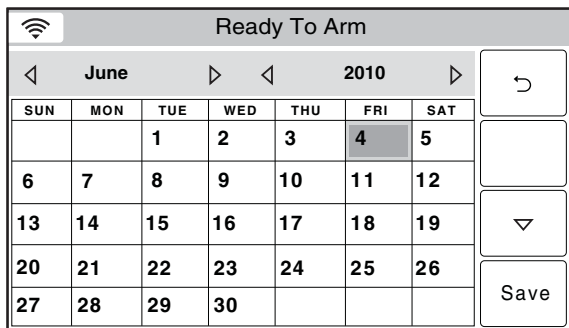 Ready To Arm
June 2010
SUN MON TUE WED THU FRI SAT
1 2 3 4 5
6 7 8 9 10 11 12
13 14 15 16 17 18 19
20 21 22 23 24 25 26
27 28 29 30
Save